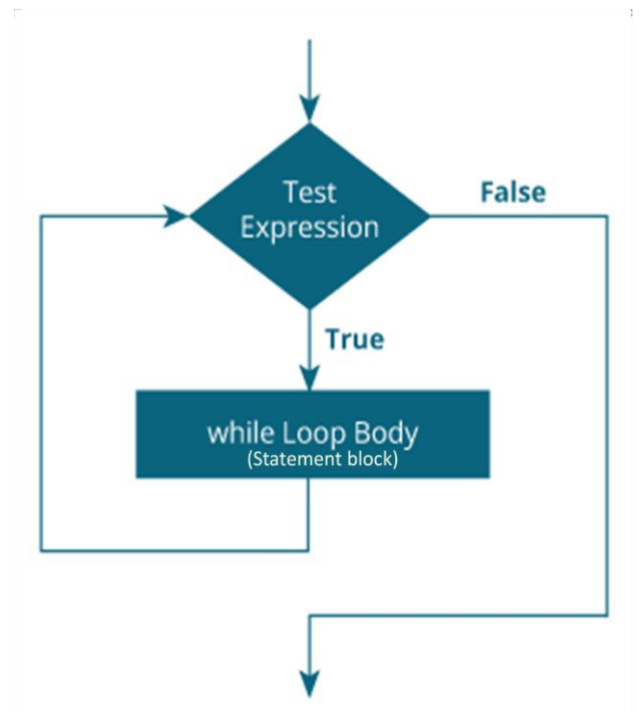 Test
Expression
False
True
while Loop Body
(Statement block)